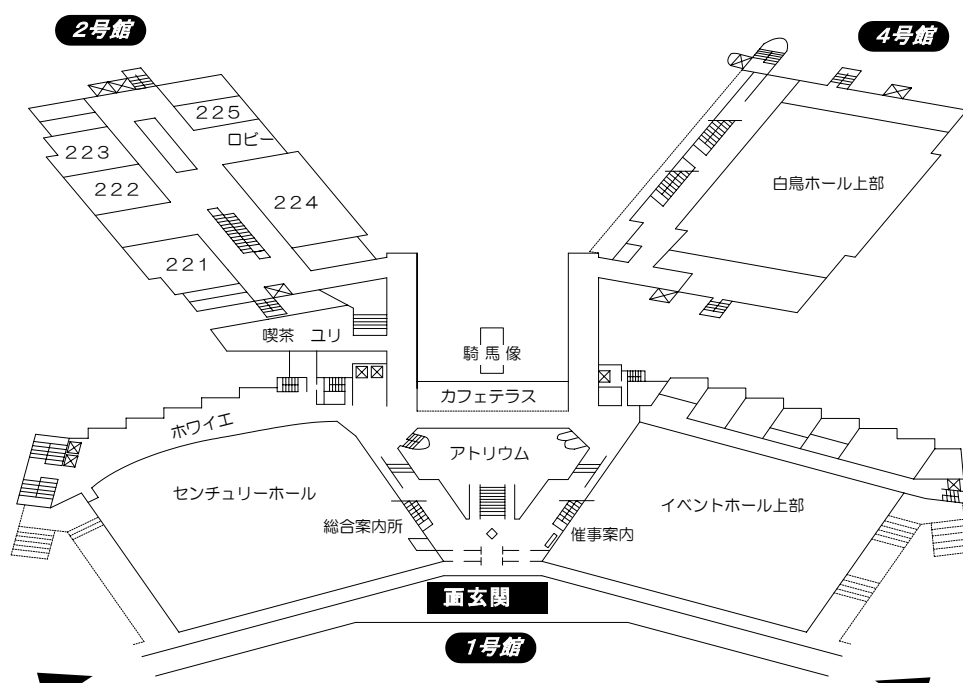 2号館
4号館
225
ロビー
223
222
224
221
白鳥ホール上部
喫茶 ユリ
騎馬像
カフェテラス
ホワイエ
アトリウム
センチュリーホール
イベントホール上部
総合案内所
催事案内
面玄関
1号館